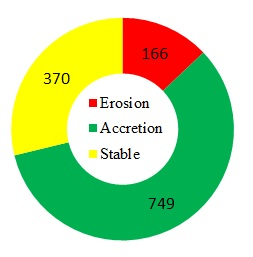 166
370
Erosion
Accretion
Stable
749